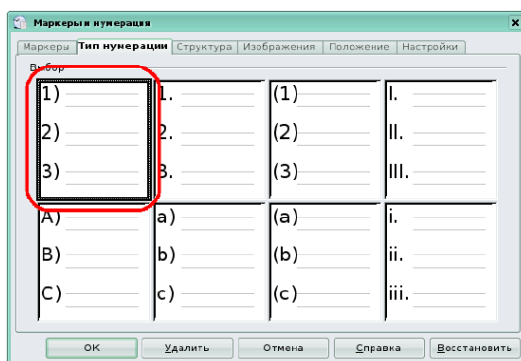 Маркеры и нумерация
Маркеры Тип нумерации Структура Изображения Положение Настройки
Выбор
1) 1. (1) I.
2) 2. (2) II.
3) 3. (3) III.
A) a) (a) i.
B) b) (b) ii.
C) c) (c) iii.
ОК Удалить Отмена Справка Восстановить